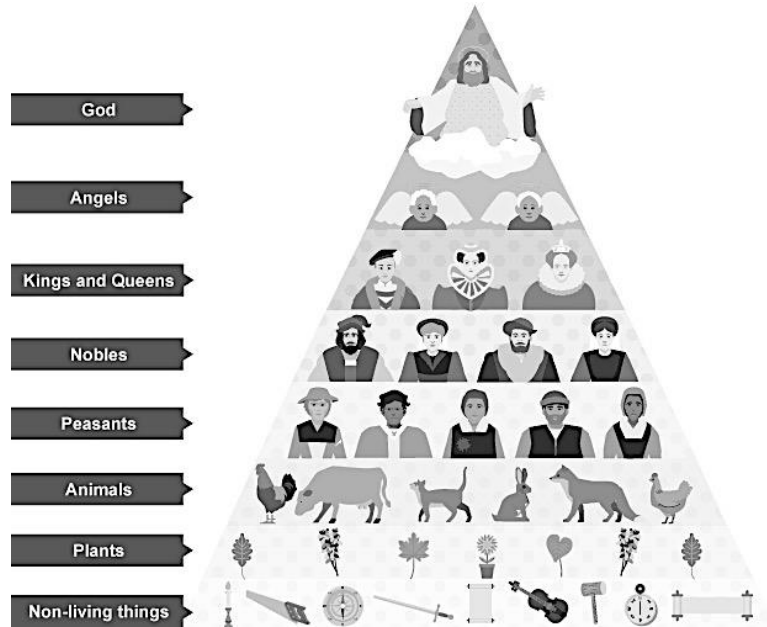 God
Angels
Kings and Queens
Nobles
Peasants
Animals
Plants
Non-living things